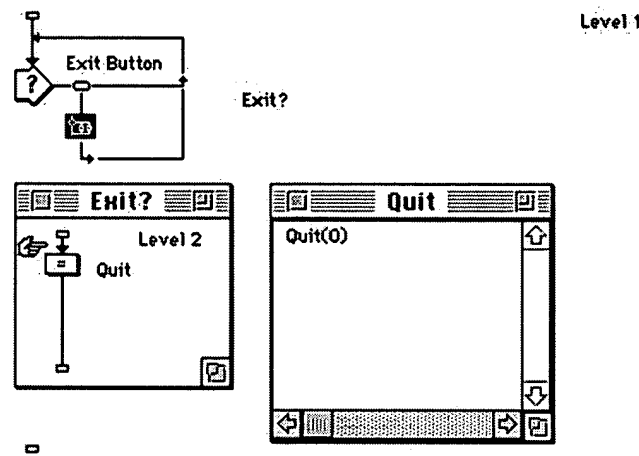 Level 1
Exit Button
?
Exit?
Exit?
Level 2
=
Quit
Quit
Quit(0)